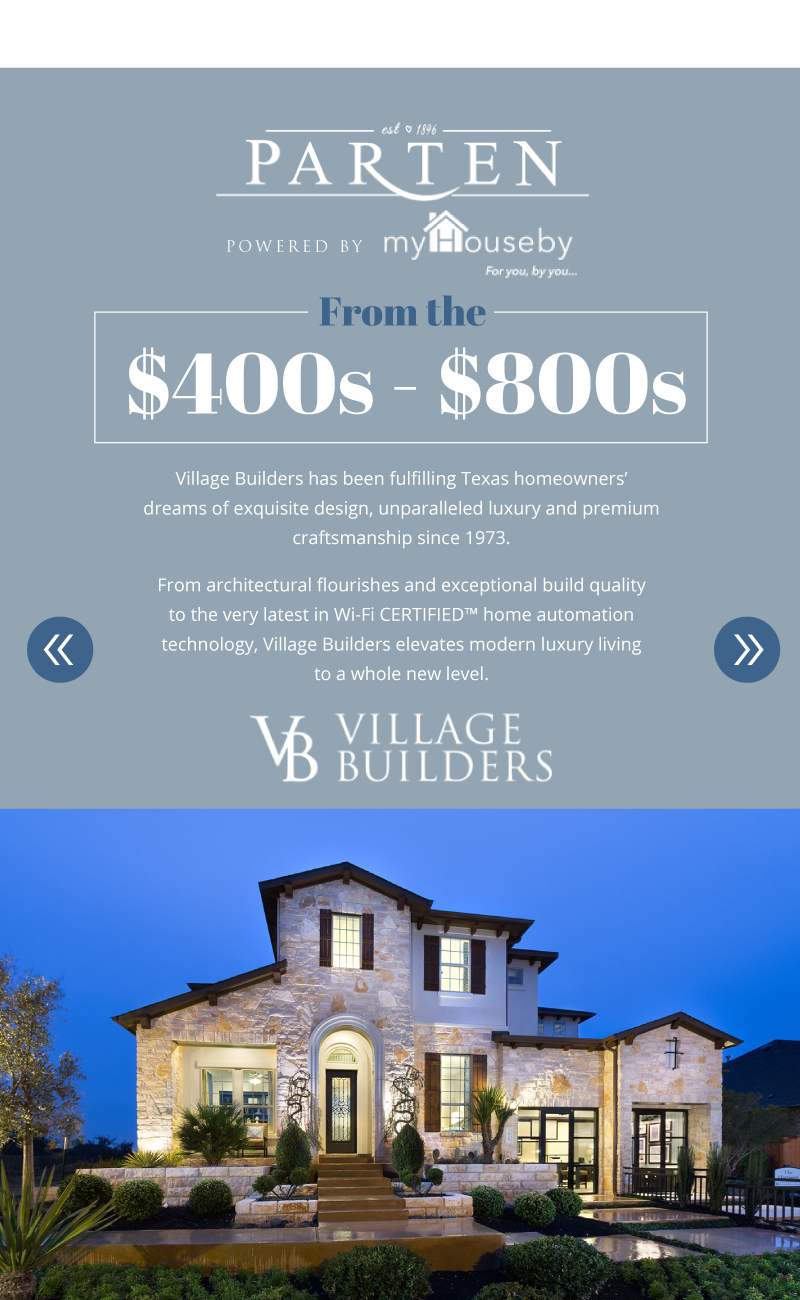 est 1896
PARTEN
POWERED BY myHouseby
For you, by you...
From the
$400s - $800s
Village Builders has been fulfilling Texas homeowners’
dreams of exquisite design, unparalleled luxury and premium
craftsmanship since 1973.
From architectural flourishes and exceptional build quality
to the very latest in Wi-Fi CERTIFIED™ home automation
technology, Village Builders elevates modern luxury living
to a whole new level.
VB VILLAGE
BUILDERS